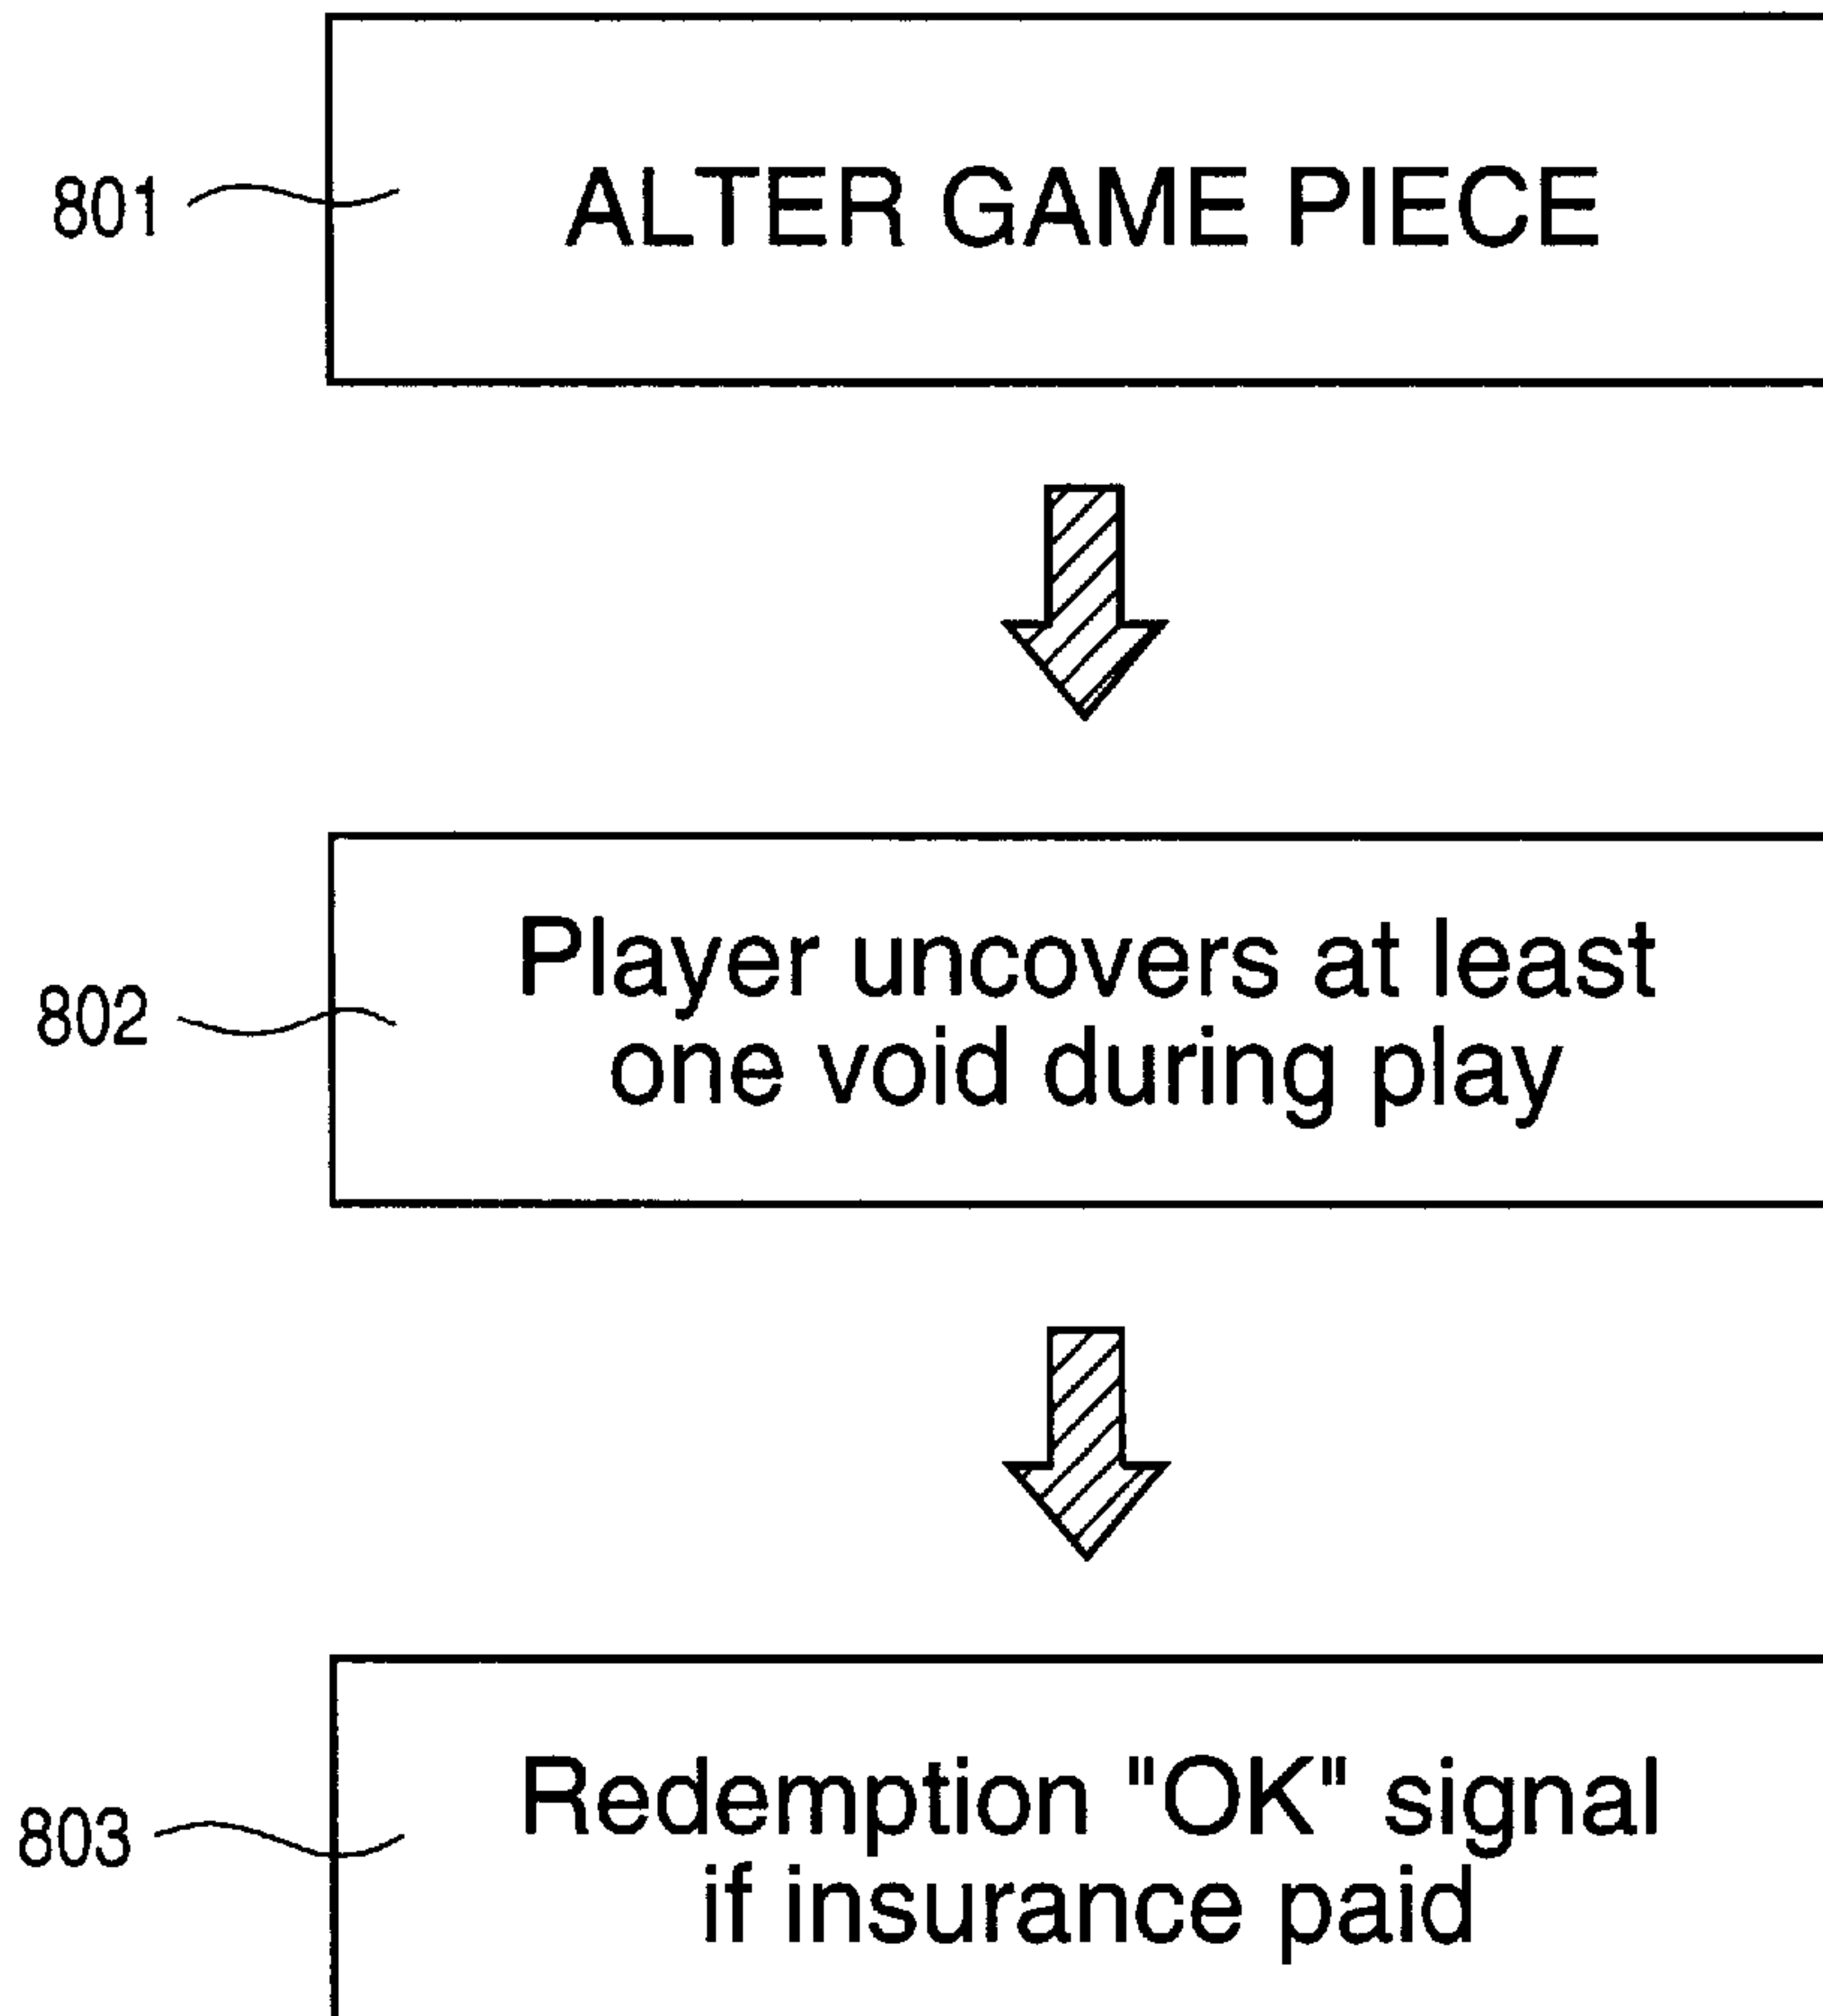 801
ALTER GAME PIECE
802
Player uncovers at least
one void during play
803
Redemption "OK" signal
if insurance paid